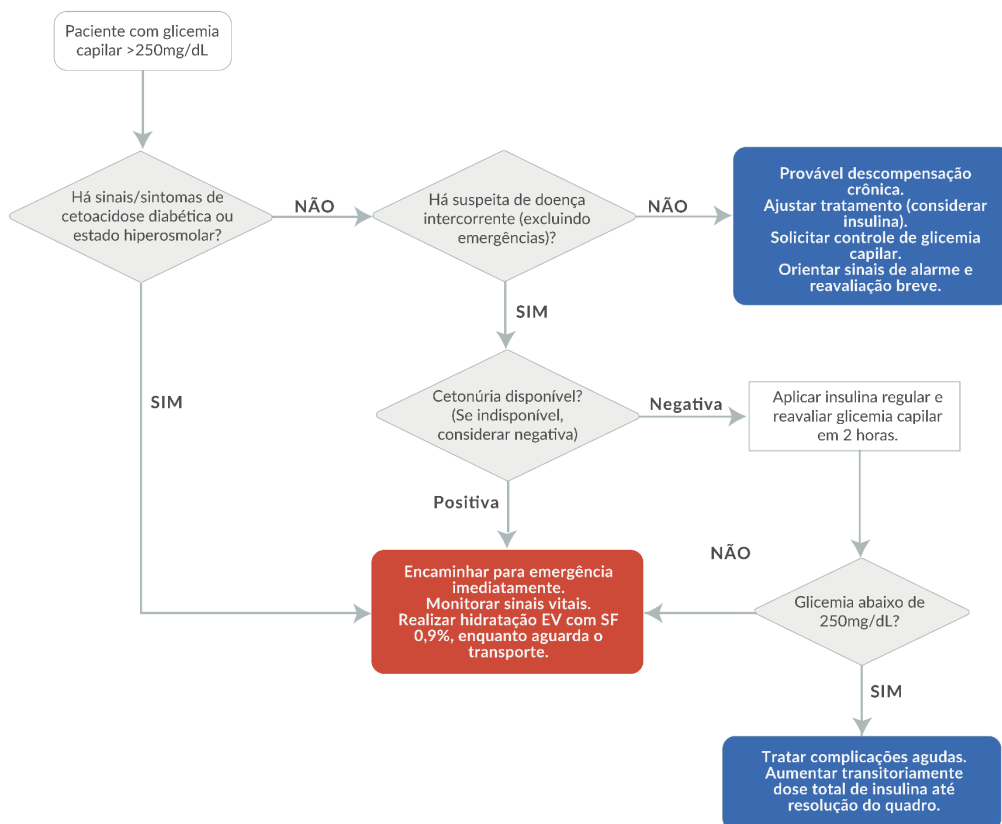 Paciente com glicemia
capilar >250mg/dL
Há sinais/sintomas de
cetoacidose diabética ou
estado hiperosmolar?
NÃO
Há suspeita de doença
intercorrente (excluindo
emergências)?
NÃO
Provável descompensação
crônica.
Ajustar tratamento (considerar
insulina).
Solicitar controle de glicemia
capilar.
Orientar sinais de alarme e
reavaliação breve.
SIM
SIM
Cetonúria disponível?
(Se indisponível,
considerar negativa)
Negativa
Aplicar insulina regular e
reavaliar glicemia capilar
em 2 horas.
Positiva
NÃO
Encaminhar para emergência
imediatamente.
Monitorar sinais vitais.
Realizar hidratação EV com SF
0,9%, enquanto aguarda o
transporte.
Glicemia abaixo de
250mg/dL?
SIM
Tratar complicações agudas.
Aumentar transitoriamente
dose total de insulina até
resolução do quadro.